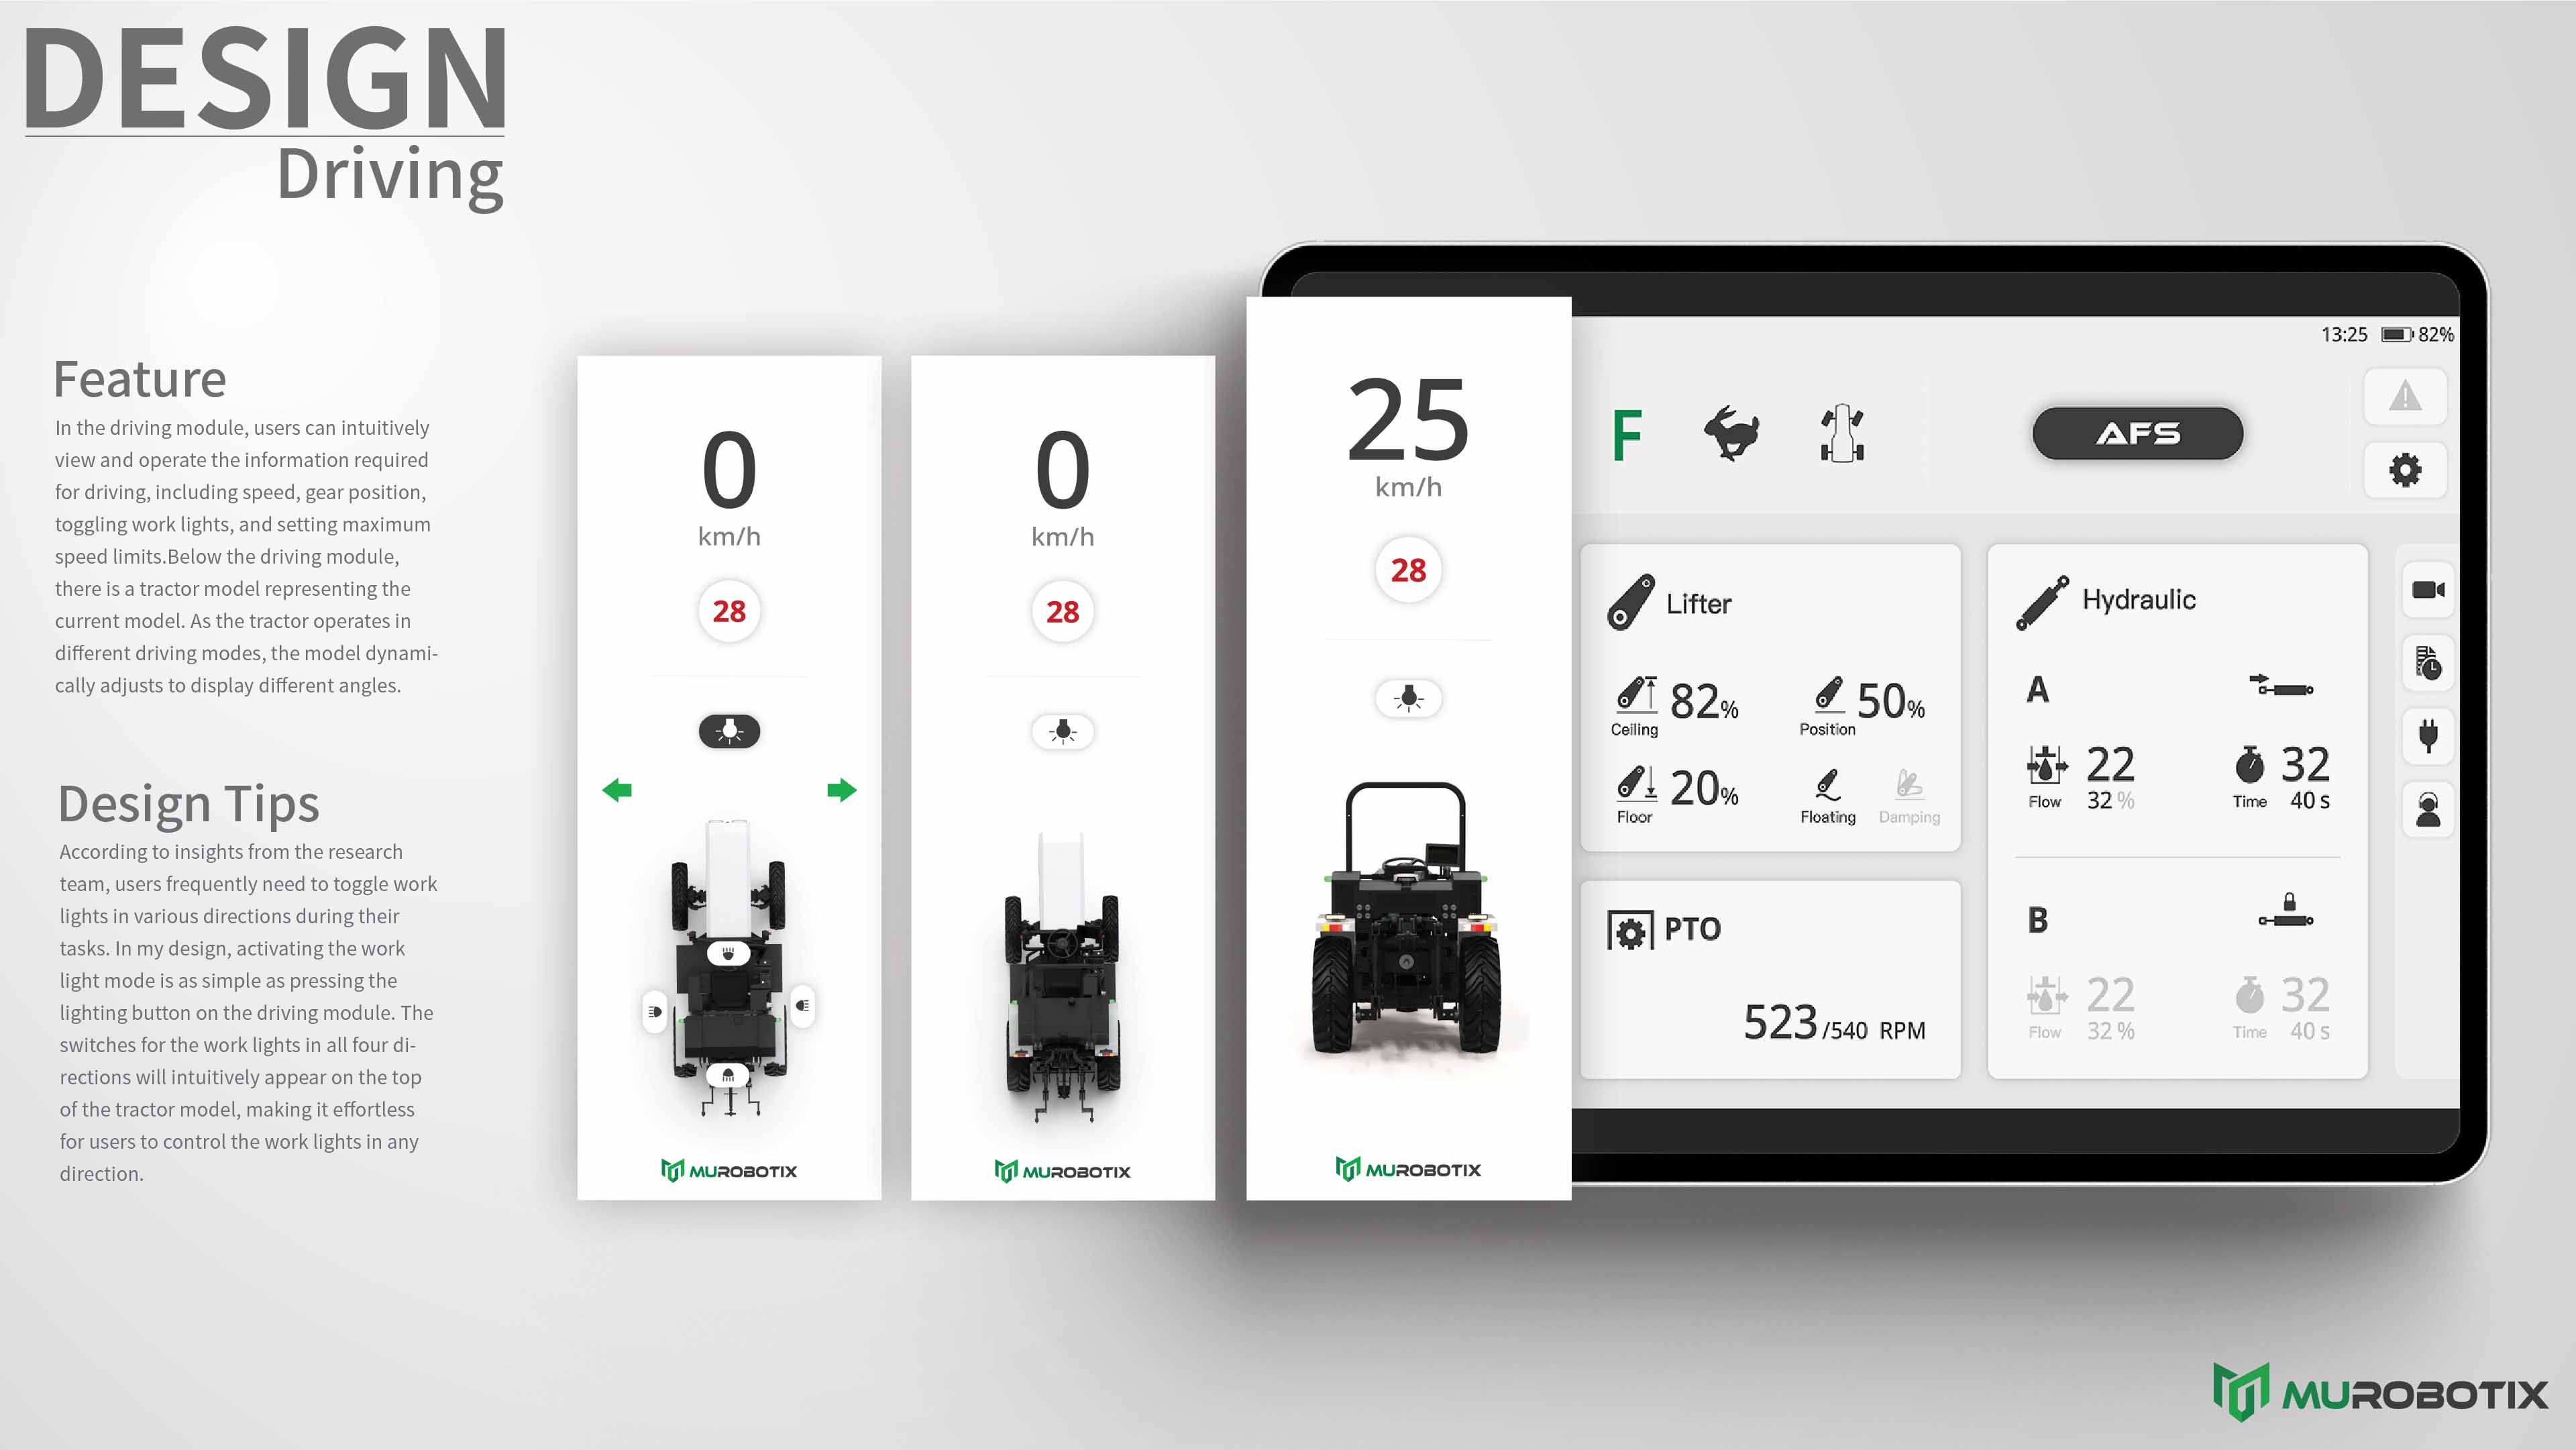 DESIGN
Driving
Feature
In the driving module, users can intuitively
view and operate the information required
for driving, including speed, gear position,
toggling work lights, and setting maximum
speed limits.Below the driving module,
there is a tractor model representing the
current model. As the tractor operates in
different driving modes, the model dynami-
cally adjusts to display different angles.
Design Tips
According to insights from the research
team, users frequently need to toggle work
lights in various directions during their
tasks. In my design, activating the work
light mode is as simple as pressing the
lighting button on the driving module. The
switches for the work lights in all four di-
rections will intuitively appear on the top
of the tractor model, making it effortless
for users to control the work lights in any
direction.
0
km/h
28
MUROBOTIX
0
km/h
28
MUROBOTIX
25
km/h
28
MUROBOTIX
13:25 82%
F
AFS
Lifter
82%
Ceiling
50%
Position
20%
Floor
Floating
Damping
PTO
523/540 RPM
Hydraulic
A
22
Flow 32 %
32
Time 40 s
B
22
Flow 32 %
32
Time 40 s
MUROBOTIX